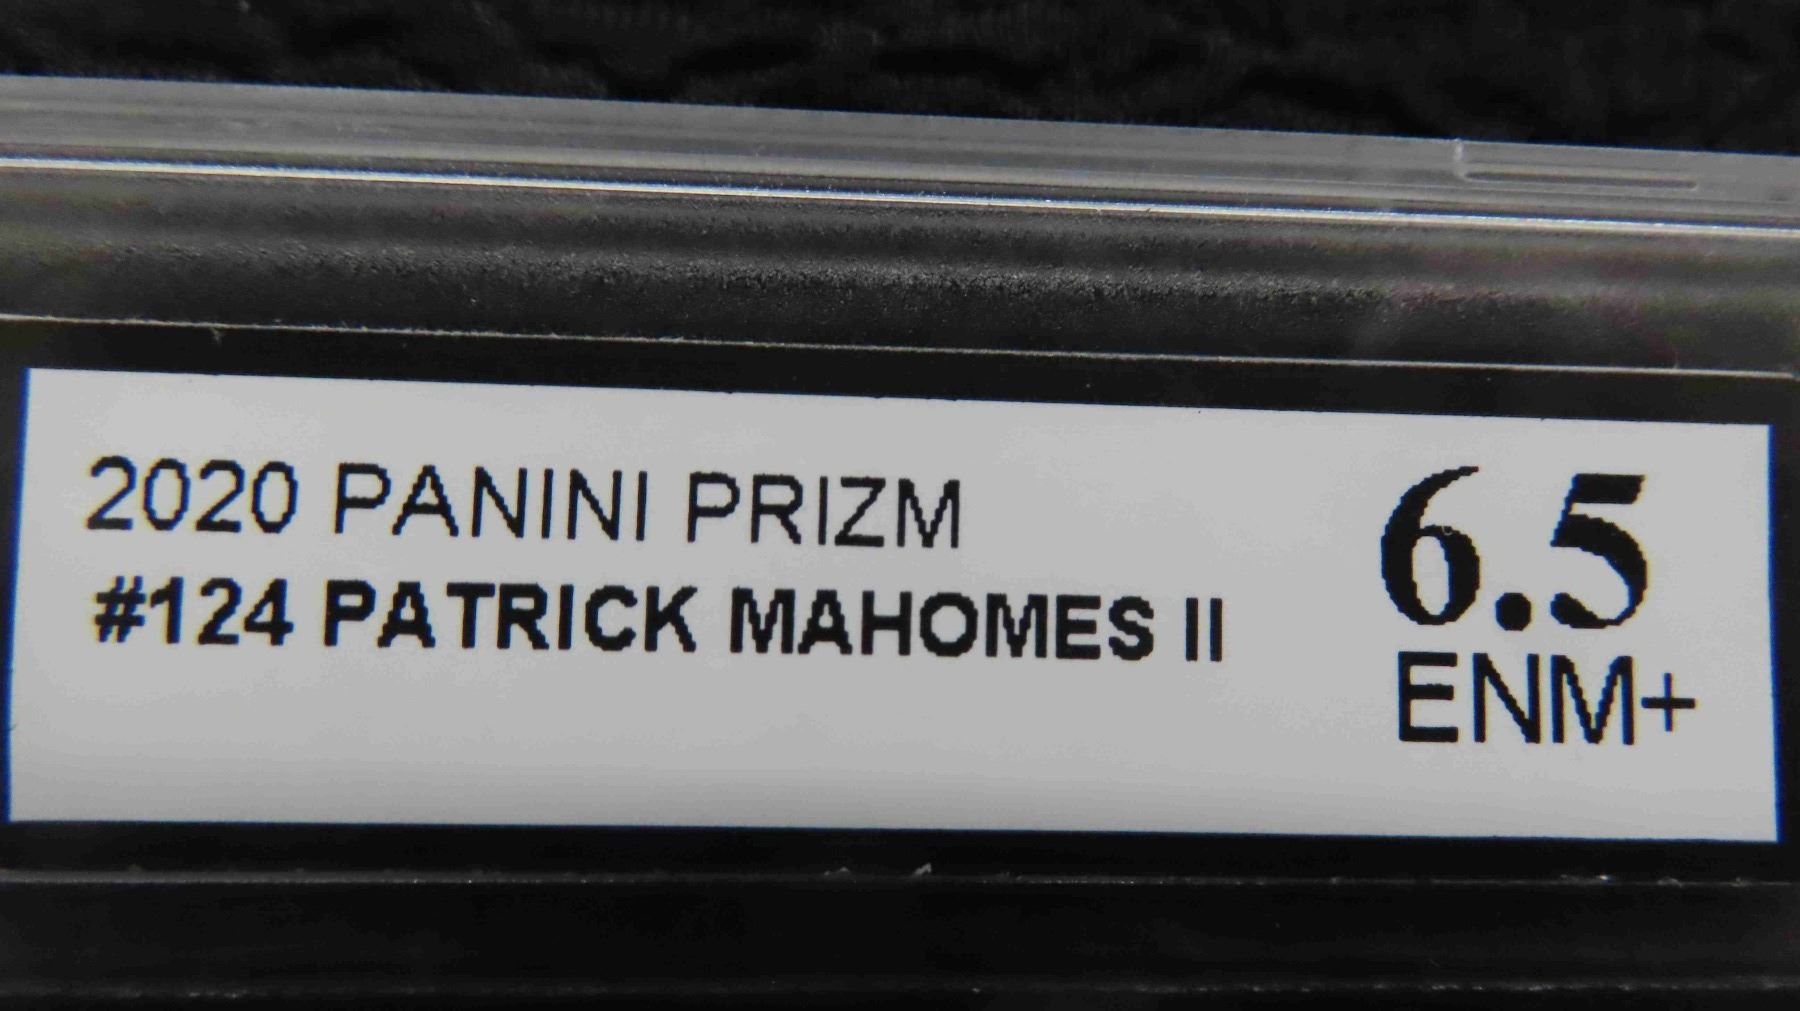 2020 PANINI PRIZM
#124 PATRICK MAHOMES II
6.5
ENM+